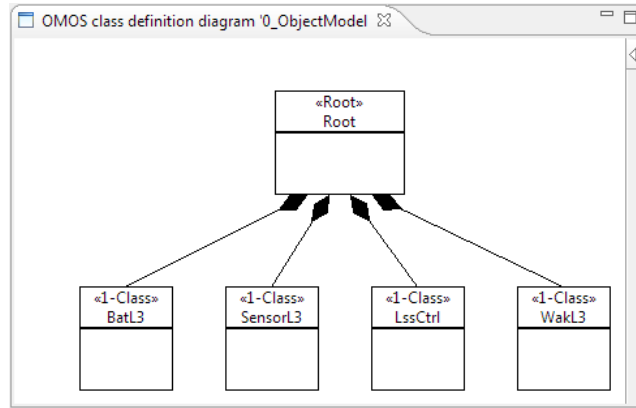 OMOS class definition diagram '0_ObjectModel
«Root»
Root
«1-Class» «1-Class» «1-Class» «1-Class»
BatL3 SensorL3 LssCtrl WakL3